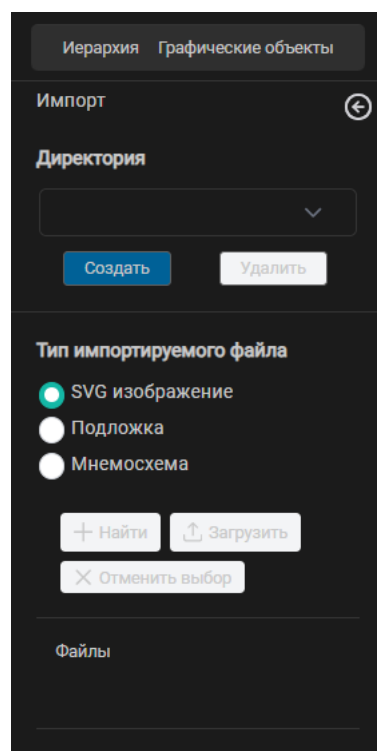 Иерархия Графические объекты
Импорт
Директория
Создать Удалить
Тип импортируемого файла
SVG изображение
Подложка
Мнемосхема
Найти Загрузить
Отменить выбор
Файлы